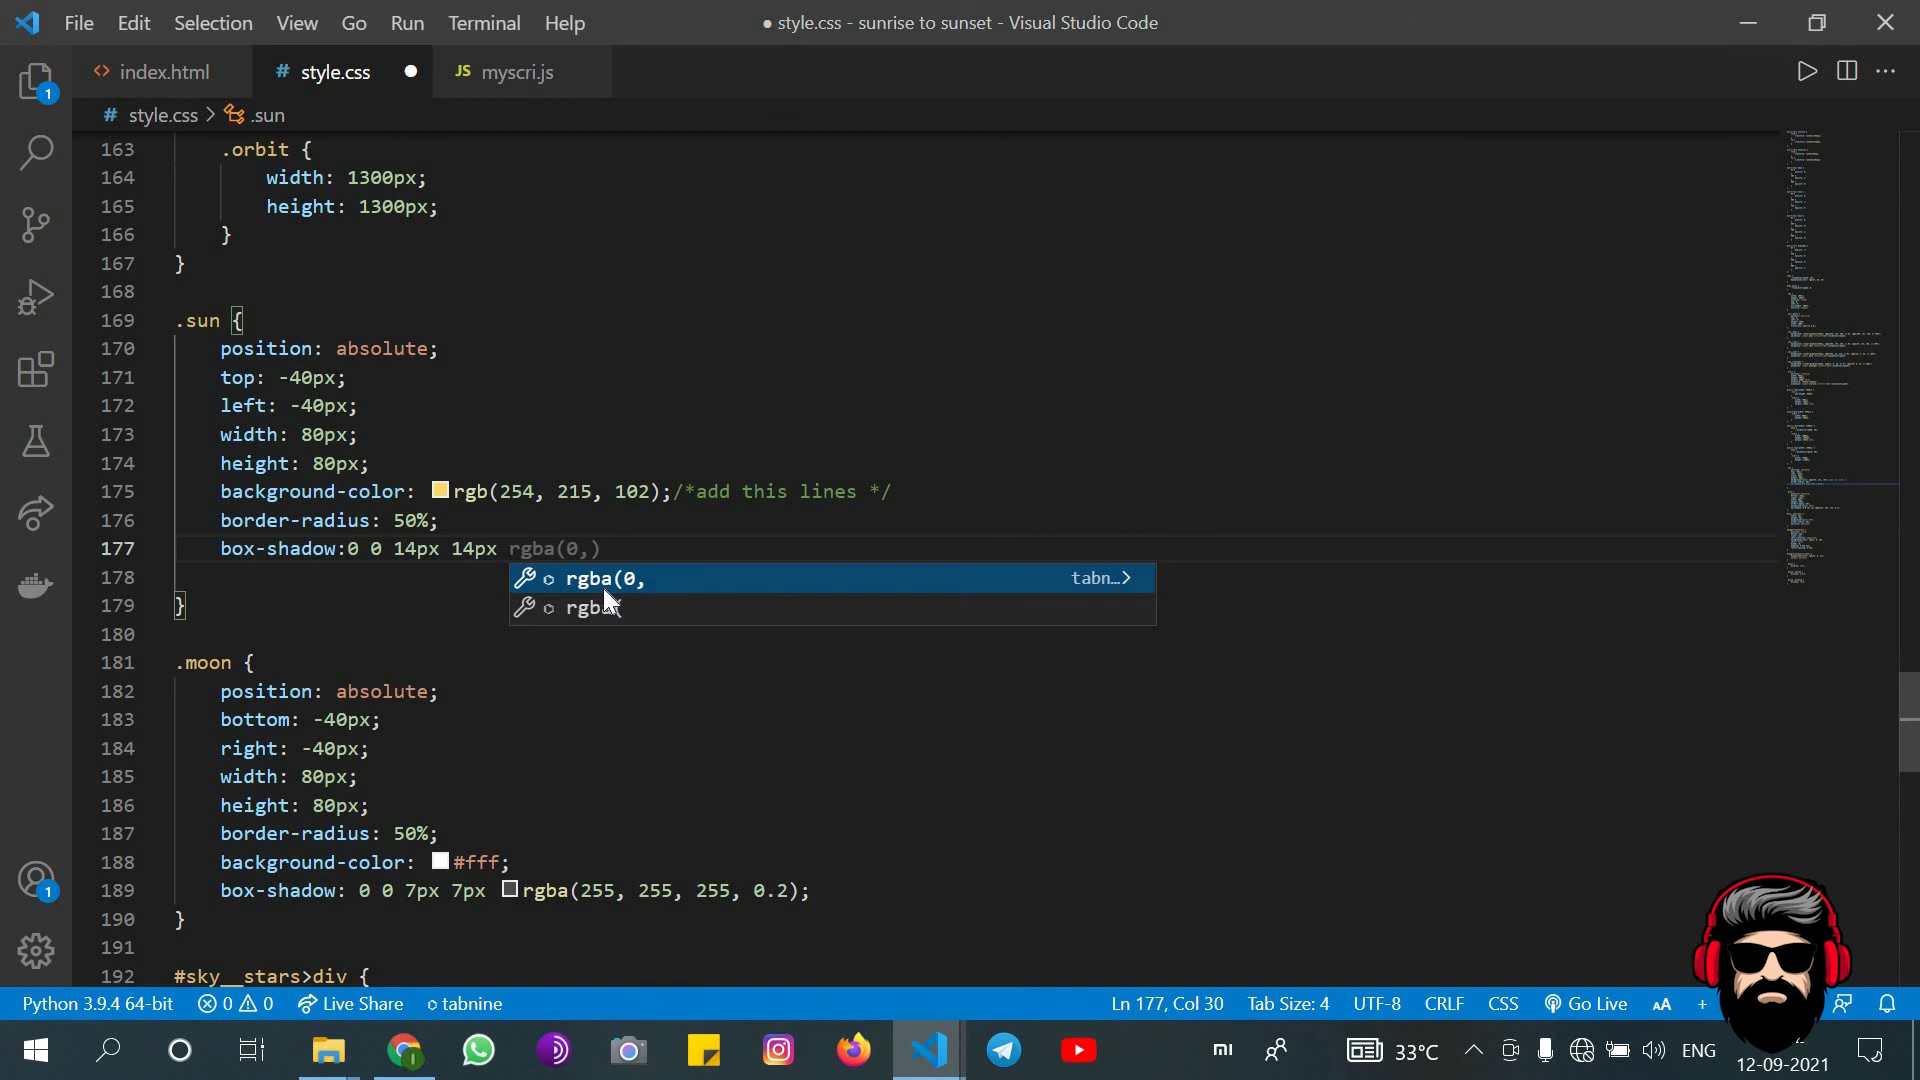 File Edit Selection View Go Run Terminal Help
● style.css - sunrise to sunset - Visual Studio Code
<> index.html
# style.css ●
JS myscri.js
# style.css > .sun
163 .orbit {
164 width: 1300px;
165 height: 1300px;
166 }
167 }
168
169 .sun {
170 position: absolute;
171 top: -40px;
172 left: -40px;
173 width: 80px;
174 height: 80px;
175 background-color: rgb(254, 215, 102);/*add this lines */
176 border-radius: 50%;
177 box-shadow:0 0 14px 14px rgba(0,)
rgba(0, tabn...>
178
179 }
180
181 .moon {
182 position: absolute;
183 bottom: -40px;
184 right: -40px;
185 width: 80px;
186 height: 80px;
187 border-radius: 50%;
188 background-color: #fff;
189 box-shadow: 0 0 7px 7px rgba(255, 255, 255, 0.2);
190 }
191
192 #sky__stars>div {
1
1
Python 3.9.4 64-bit 0 0 Live Share tabnine
Ln 177, Col 30 Tab Size: 4 UTF-8 CRLF CSS Go Live AA +
mi 33°C ENG
12-09-2021